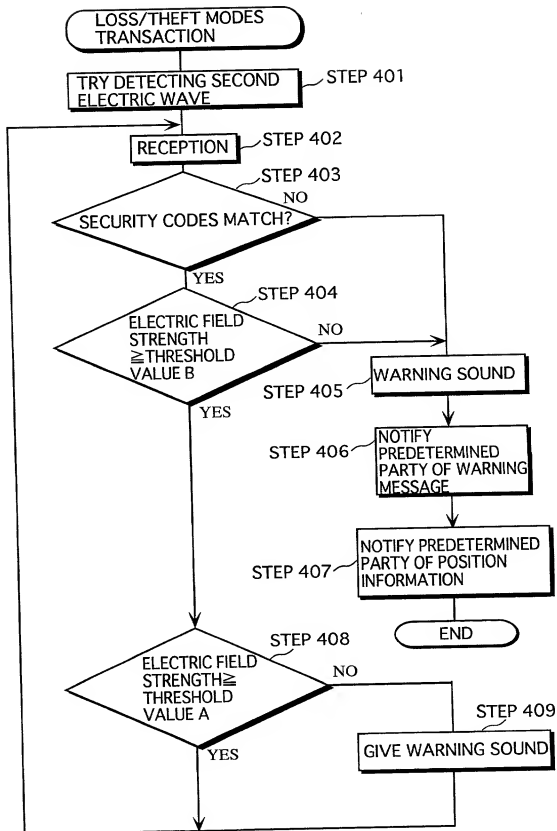 LOSS/THEFT MODES
TRANSACTION
TRY DETECTING SECOND
ELECTRIC WAVE
STEP 401
RECEPTION
STEP 402
STEP 403
SECURITY CODES MATCH?
NO
YES
STEP 404
ELECTRIC FIELD
STRENGTH
≧THRESHOLD
VALUE B
NO
YES
STEP 405
WARNING SOUND
STEP 406
NOTIFY
PREDETERMINED
PARTY OF WARNING
MESSAGE
STEP 407
NOTIFY PREDETERMINED
PARTY OF POSITION
INFORMATION
END
STEP 408
ELECTRIC FIELD
STRENGTH≧
THRESHOLD
VALUE A
NO
YES
STEP 409
GIVE WARNING SOUND